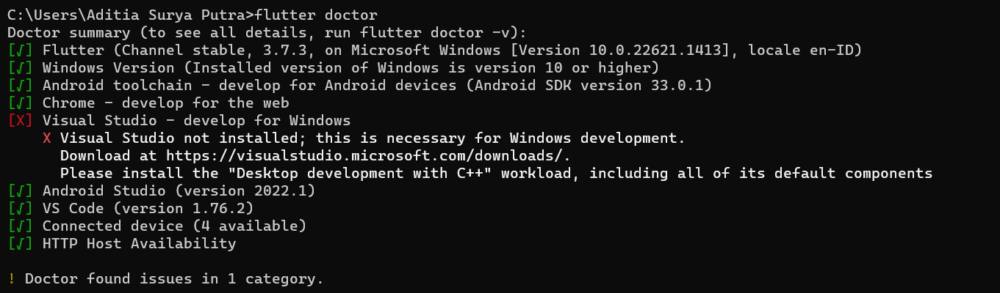 C:\Users\Aditia Surya Putra>flutter doctor
Doctor summary (to see all details, run flutter doctor -v):
[√] Flutter (Channel stable, 3.7.3, on Microsoft Windows [Version 10.0.22621.1413], locale en-ID)
[√] Windows Version (Installed version of Windows is version 10 or higher)
[√] Android toolchain - develop for Android devices (Android SDK version 33.0.1)
[√] Chrome - develop for the web
[X] Visual Studio - develop for Windows
X Visual Studio not installed; this is necessary for Windows development.
Download at https://visualstudio.microsoft.com/downloads/.
Please install the "Desktop development with C++" workload, including all of its default components
[√] Android Studio (version 2022.1)
[√] VS Code (version 1.76.2)
[√] Connected device (4 available)
[√] HTTP Host Availability
! Doctor found issues in 1 category.